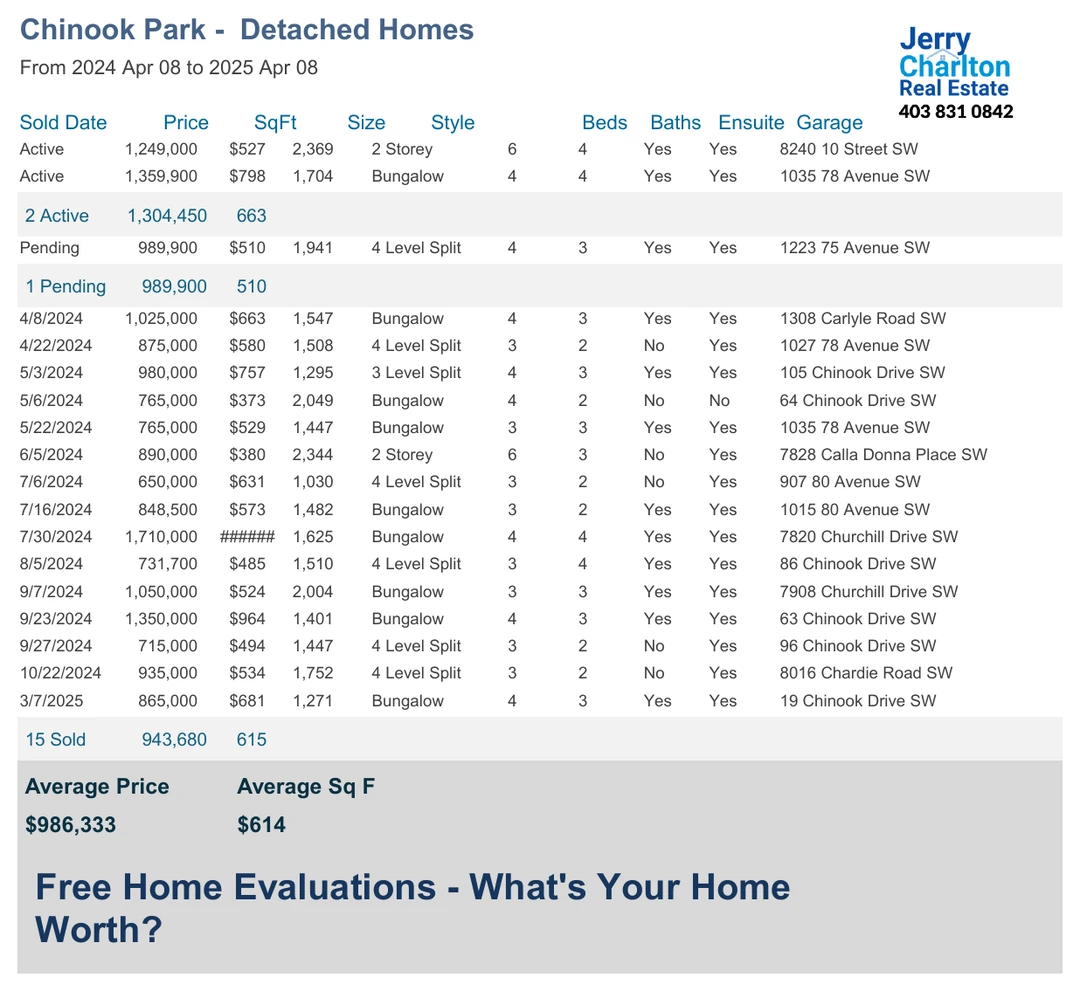 Chinook Park -  Detached Homes
From 2024 Apr 08 to 2025 Apr 08
Jerry
Charlton
Real Estate
403 831 0842
Sold Date Price SqFt Size Style Beds Baths Ensuite Garage
Active 1,249,000 $527 2,369 2 Storey 6 4 Yes Yes 8240 10 Street SW
Active 1,359,900 $798 1,704 Bungalow 4 4 Yes Yes 1035 78 Avenue SW
2 Active 1,304,450 663
Pending 989,900 $510 1,941 4 Level Split 4 3 Yes Yes 1223 75 Avenue SW
1 Pending 989,900 510
4/8/2024 1,025,000 $663 1,547 Bungalow 4 3 Yes Yes 1308 Carlyle Road SW
4/22/2024 875,000 $580 1,508 4 Level Split 3 2 No Yes 1027 78 Avenue SW
5/3/2024 980,000 $757 1,295 3 Level Split 4 3 Yes Yes 105 Chinook Drive SW
5/6/2024 765,000 $373 2,049 Bungalow 4 2 No No 64 Chinook Drive SW
5/22/2024 765,000 $529 1,447 Bungalow 3 3 Yes Yes 1035 78 Avenue SW
6/5/2024 890,000 $380 2,344 2 Storey 6 3 No Yes 7828 Calla Donna Place SW
7/6/2024 650,000 $631 1,030 4 Level Split 3 2 No Yes 907 80 Avenue SW
7/16/2024 848,500 $573 1,482 Bungalow 3 2 Yes Yes 1015 80 Avenue SW
7/30/2024 1,710,000 ###### 1,625 Bungalow 4 4 Yes Yes 7820 Churchill Drive SW
8/5/2024 731,700 $485 1,510 4 Level Split 3 4 Yes Yes 86 Chinook Drive SW
9/7/2024 1,050,000 $524 2,004 Bungalow 3 3 Yes Yes 7908 Churchill Drive SW
9/23/2024 1,350,000 $964 1,401 Bungalow 4 3 Yes Yes 63 Chinook Drive SW
9/27/2024 715,000 $494 1,447 4 Level Split 3 2 No Yes 96 Chinook Drive SW
10/22/2024 935,000 $534 1,752 4 Level Split 3 2 No Yes 8016 Chardie Road SW
3/7/2025 865,000 $681 1,271 Bungalow 4 3 Yes Yes 19 Chinook Drive SW
15 Sold 943,680 615
Average Price Average Sq F
$986,333 $614
Free Home Evaluations - What's Your Home
Worth?